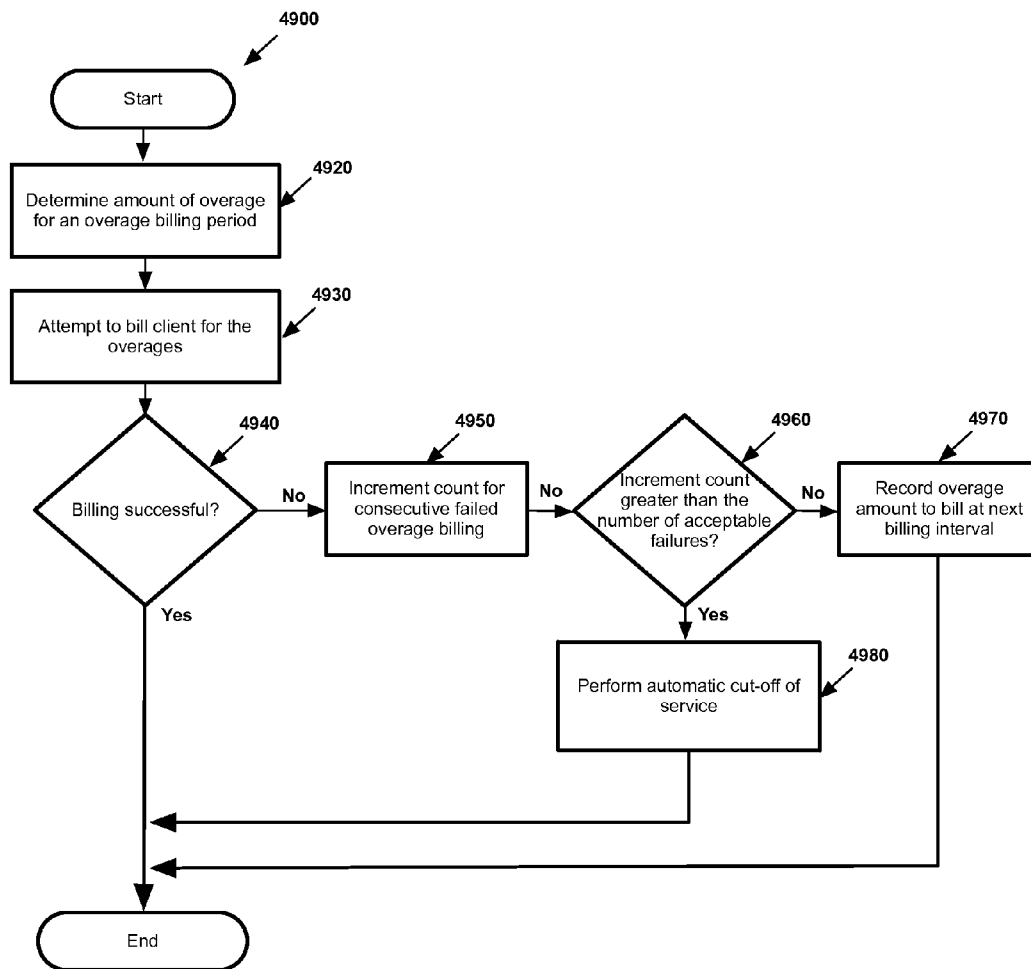 4900
Start
4920
Determine amount of overage
for an overage billing period
4930
Attempt to bill client for the
overages
4940
Billing successful?
No
Yes
4950
Increment count for
consecutive failed
overage billing
No
4960
Increment count
greater than the
number of acceptable
failures?
No
Yes
4970
Record overage
amount to bill at next
billing interval
4980
Perform automatic cut-off of
service
End